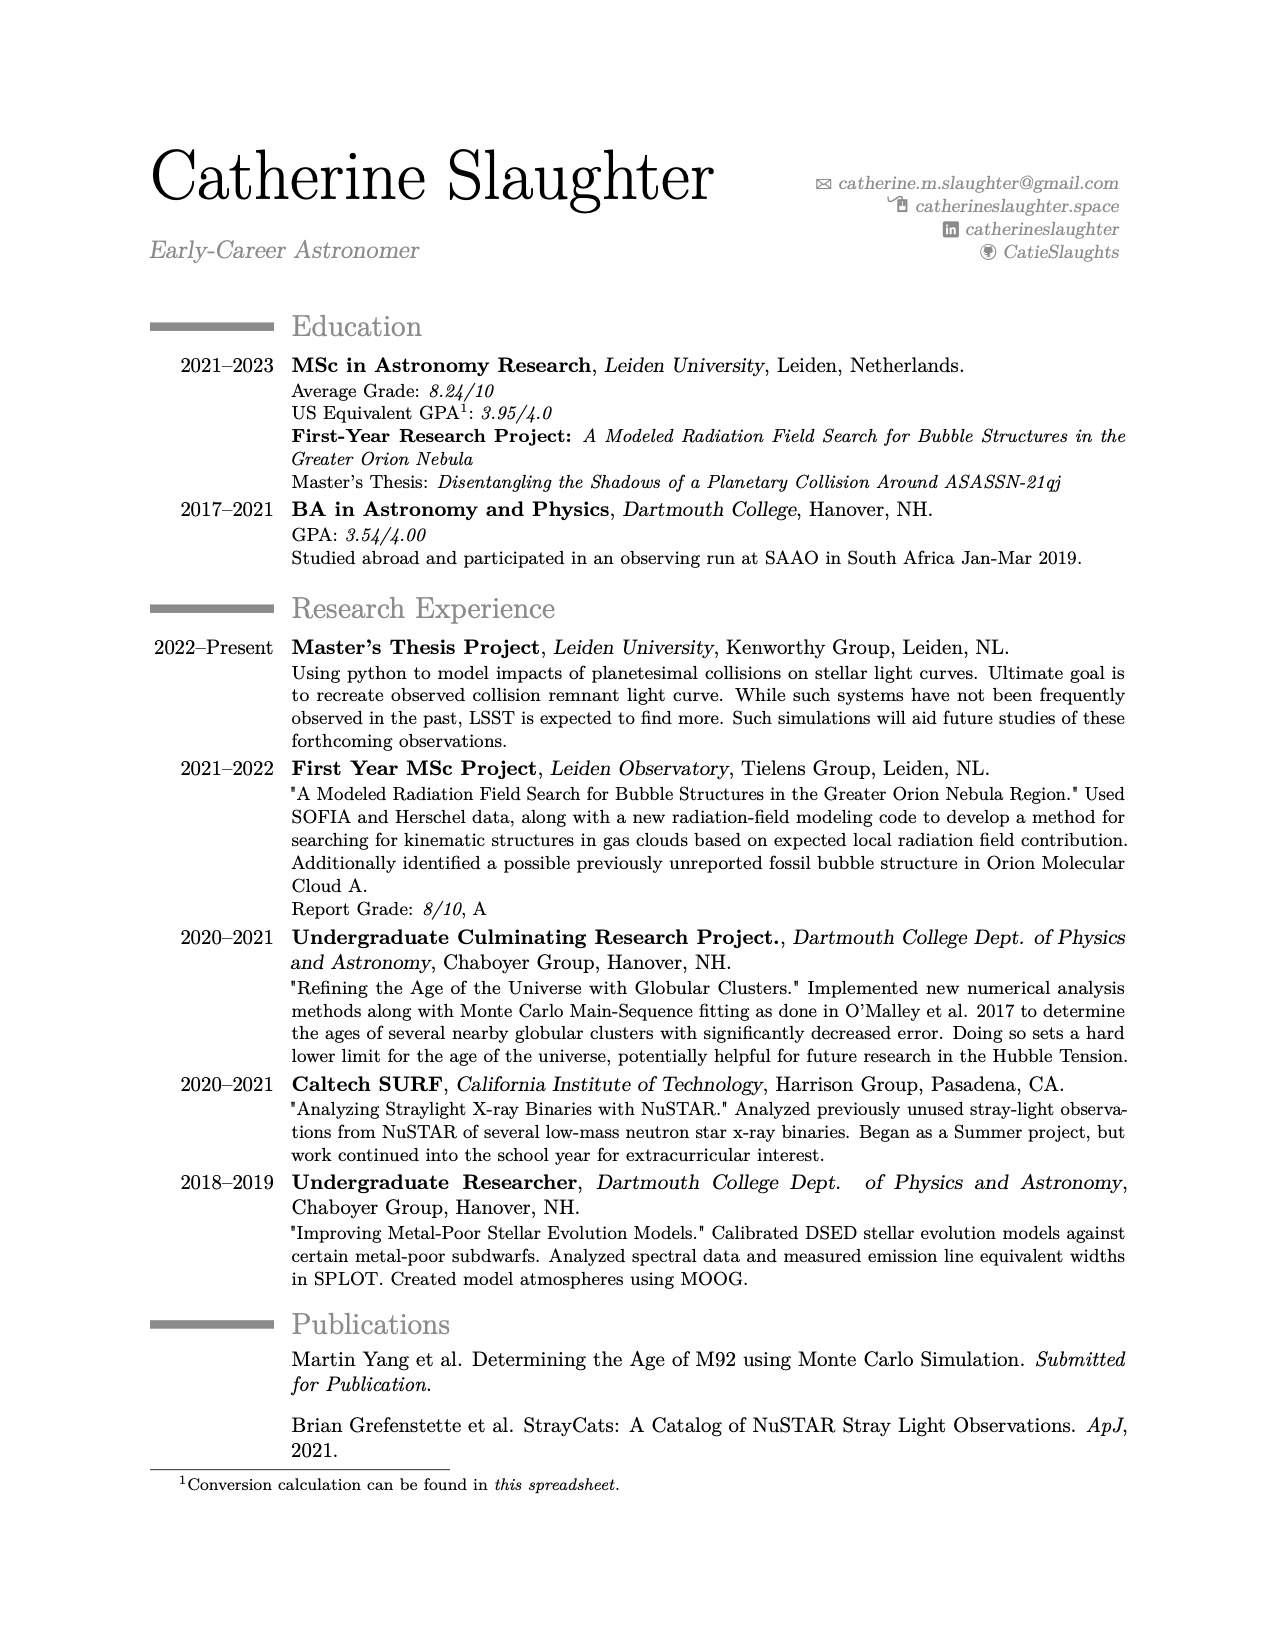 Catherine Slaughter
Early-Career Astronomer
catherine.m.slaughter@gmail.com
catherineslaughter.space
in catherineslaughter
CatieSlaughts
Education
2021–2023 MSc in Astronomy Research, Leiden University, Leiden, Netherlands.
Average Grade: 8.24/10
US Equivalent GPA1: 3.95/4.0
First-Year Research Project: A Modeled Radiation Field Search for Bubble Structures in the
Greater Orion Nebula
Master's Thesis: Disentangling the Shadows of a Planetary Collision Around ASASSN-21qj
2017–2021 BA in Astronomy and Physics, Dartmouth College, Hanover, NH.
GPA: 3.54/4.00
Studied abroad and participated in an observing run at SAAO in South Africa Jan-Mar 2019.
Research Experience
2022–Present Master's Thesis Project, Leiden University, Kenworthy Group, Leiden, NL.
Using python to model impacts of planetesimal collisions on stellar light curves. Ultimate goal is
to recreate observed collision remnant light curve. While such systems have not been frequently
observed in the past, LSST is expected to find more. Such simulations will aid future studies of these
forthcoming observations.
2021–2022 First Year MSc Project, Leiden Observatory, Tielens Group, Leiden, NL.
"A Modeled Radiation Field Search for Bubble Structures in the Greater Orion Nebula Region." Used
SOFIA and Herschel data, along with a new radiation-field modeling code to develop a method for
searching for kinematic structures in gas clouds based on expected local radiation field contribution.
Additionally identified a possible previously unreported fossil bubble structure in Orion Molecular
Cloud A.
Report Grade: 8/10, A
2020–2021 Undergraduate Culminating Research Project., Dartmouth College Dept. of Physics
and Astronomy, Chaboyer Group, Hanover, NH.
"Refining the Age of the Universe with Globular Clusters." Implemented new numerical analysis
methods along with Monte Carlo Main-Sequence fitting as done in O'Malley et al. 2017 to determine
the ages of several nearby globular clusters with significantly decreased error. Doing so sets a hard
lower limit for the age of the universe, potentially helpful for future research in the Hubble Tension.
2020–2021 Caltech SURF, California Institute of Technology, Harrison Group, Pasadena, CA.
"Analyzing Straylight X-ray Binaries with NuSTAR." Analyzed previously unused stray-light observa-
tions from NuSTAR of several low-mass neutron star x-ray binaries. Began as a Summer project, but
work continued into the school year for extracurricular interest.
2018–2019 Undergraduate Researcher, Dartmouth College Dept. of Physics and Astronomy,
Chaboyer Group, Hanover, NH.
"Improving Metal-Poor Stellar Evolution Models." Calibrated DSED stellar evolution models against
certain metal-poor subdwarfs. Analyzed spectral data and measured emission line equivalent widths
in SPLOT. Created model atmospheres using MOOG.
Publications
Martin Yang et al. Determining the Age of M92 using Monte Carlo Simulation. Submitted
for Publication.
Brian Grefenstette et al. StrayCats: A Catalog of NuSTAR Stray Light Observations. ApJ,
2021.
1Conversion calculation can be found in this spreadsheet.